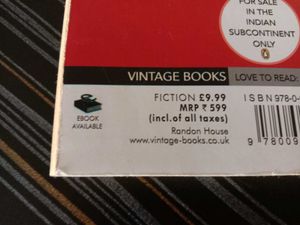 FOR SALE
IN THE
INDIAN
SUBCONTINENT
ONLY
VINTAGE BOOKS
LOVE TO READ:
FICTION £9.99
MRP ₹ 599
(incl.of all taxes)
Randon House
www.vintage-books.co.uk
EBOOK
AVAILABLE
ISBN 978-0
9 78009